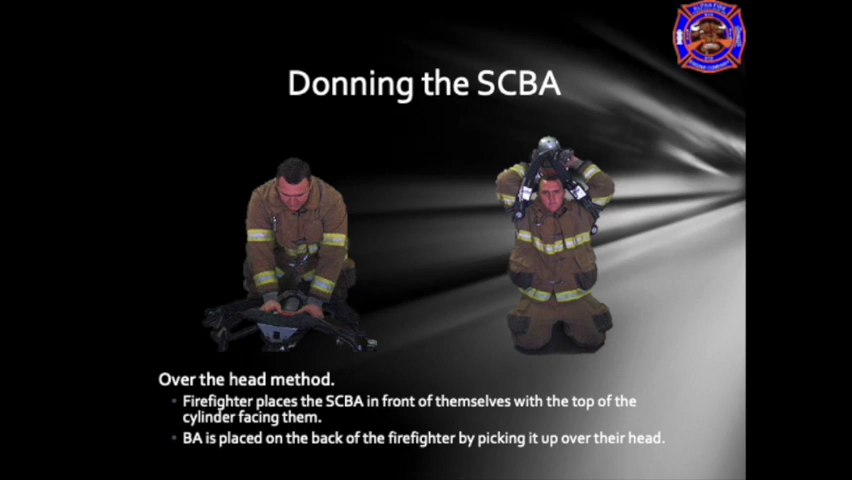 Donning the SCBA
Over the head method.
Firefighter places the SCBA in front of themselves with the top of the
cylinder facing them.
BA is placed on the back of the firefighter by picking it up over their head.